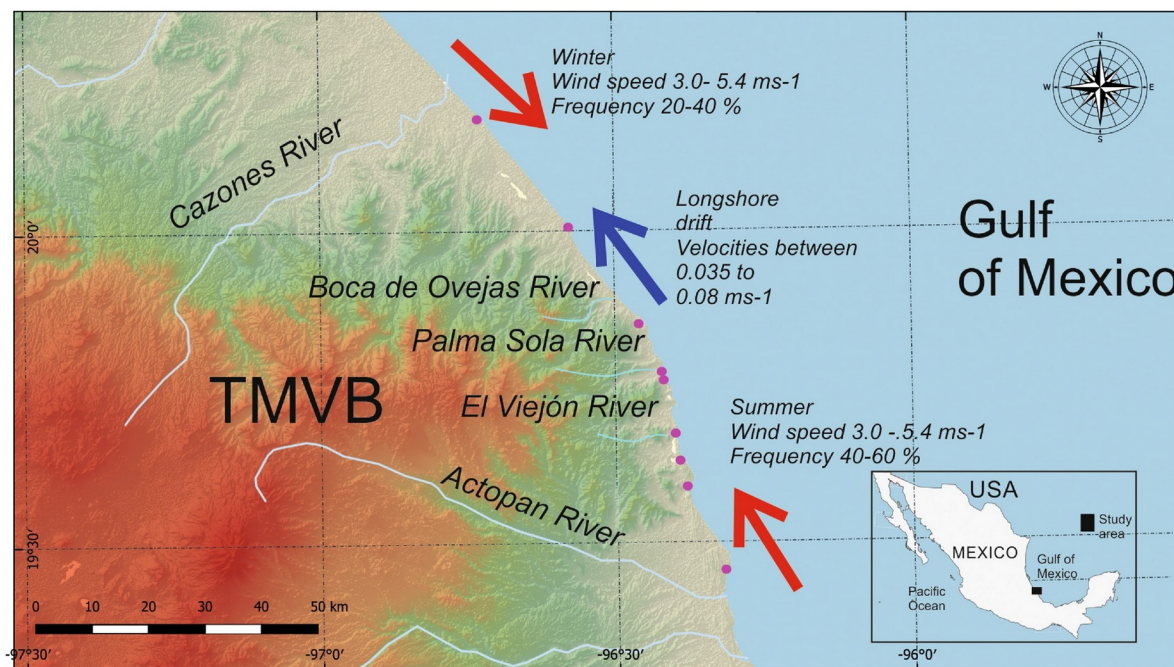 Winter
Wind speed 3.0- 5.4 ms-1
Frequency 20-40 %
N
W
E
S
Cazones River
Longshore
drift
Velocities between
0.035 to
0.08 ms-1
Gulf
of Mexico
20°0'
Boca de Ovejas River
Palma Sola River
TMVB
El Viejón River
Summer
Wind speed 3.0 -.5.4 ms-1
Frequency 40-60 %
Actopan River
19°30'
USA
Study
area
MEXICO
Gulf of
Mexico
Pacific
Ocean
0 10 20 30 40 50 km
-97°30' -97°0' -96°30' -96°0'